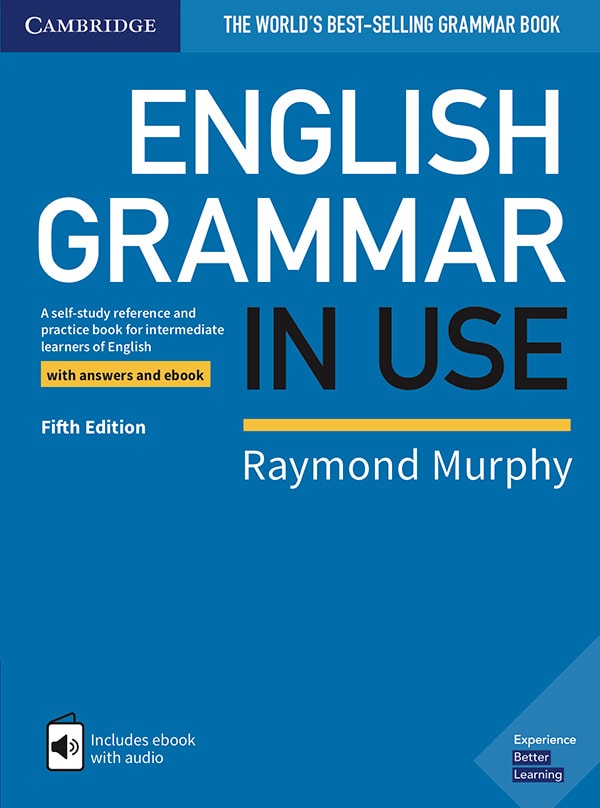 CAMBRIDGE
THE WORLD'S BEST-SELLING GRAMMAR BOOK
ENGLISH
GRAMMAR
IN USE
A self-study reference and
practice book for intermediate
learners of English
with answers and ebook
Fifth Edition
Raymond Murphy
Includes ebook
with audio
Experience
Better
Learning